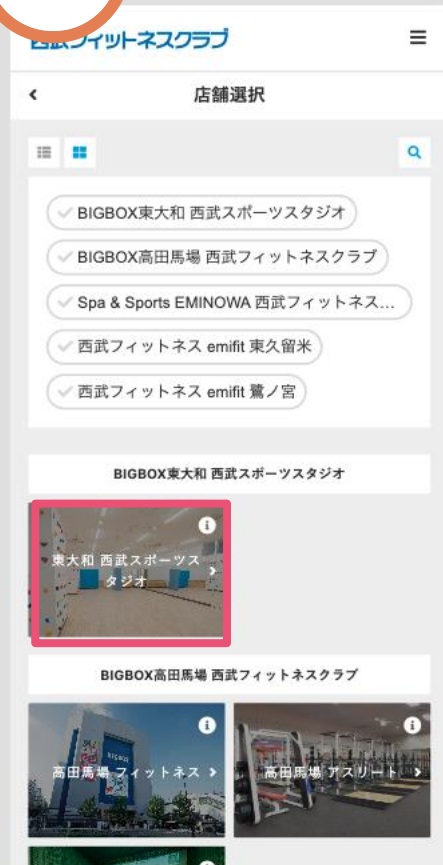 西武フィットネスクラブ
店舗選択
BIGBOX東大和 西武スポーツスタジオ
BIGBOX高田馬場 西武フィットネスクラブ
Spa & Sports EMINOWA 西武フィットネス...
西武フィットネス emifit 東久留米
西武フィットネス emifit 鷺ノ宮
BIGBOX東大和 西武スポーツスタジオ
東大和 西武スポーツス
タジオ
BIGBOX高田馬場 西武フィットネスクラブ
BIGBOX
高田馬場 フィットネス
高田馬場 アスリート